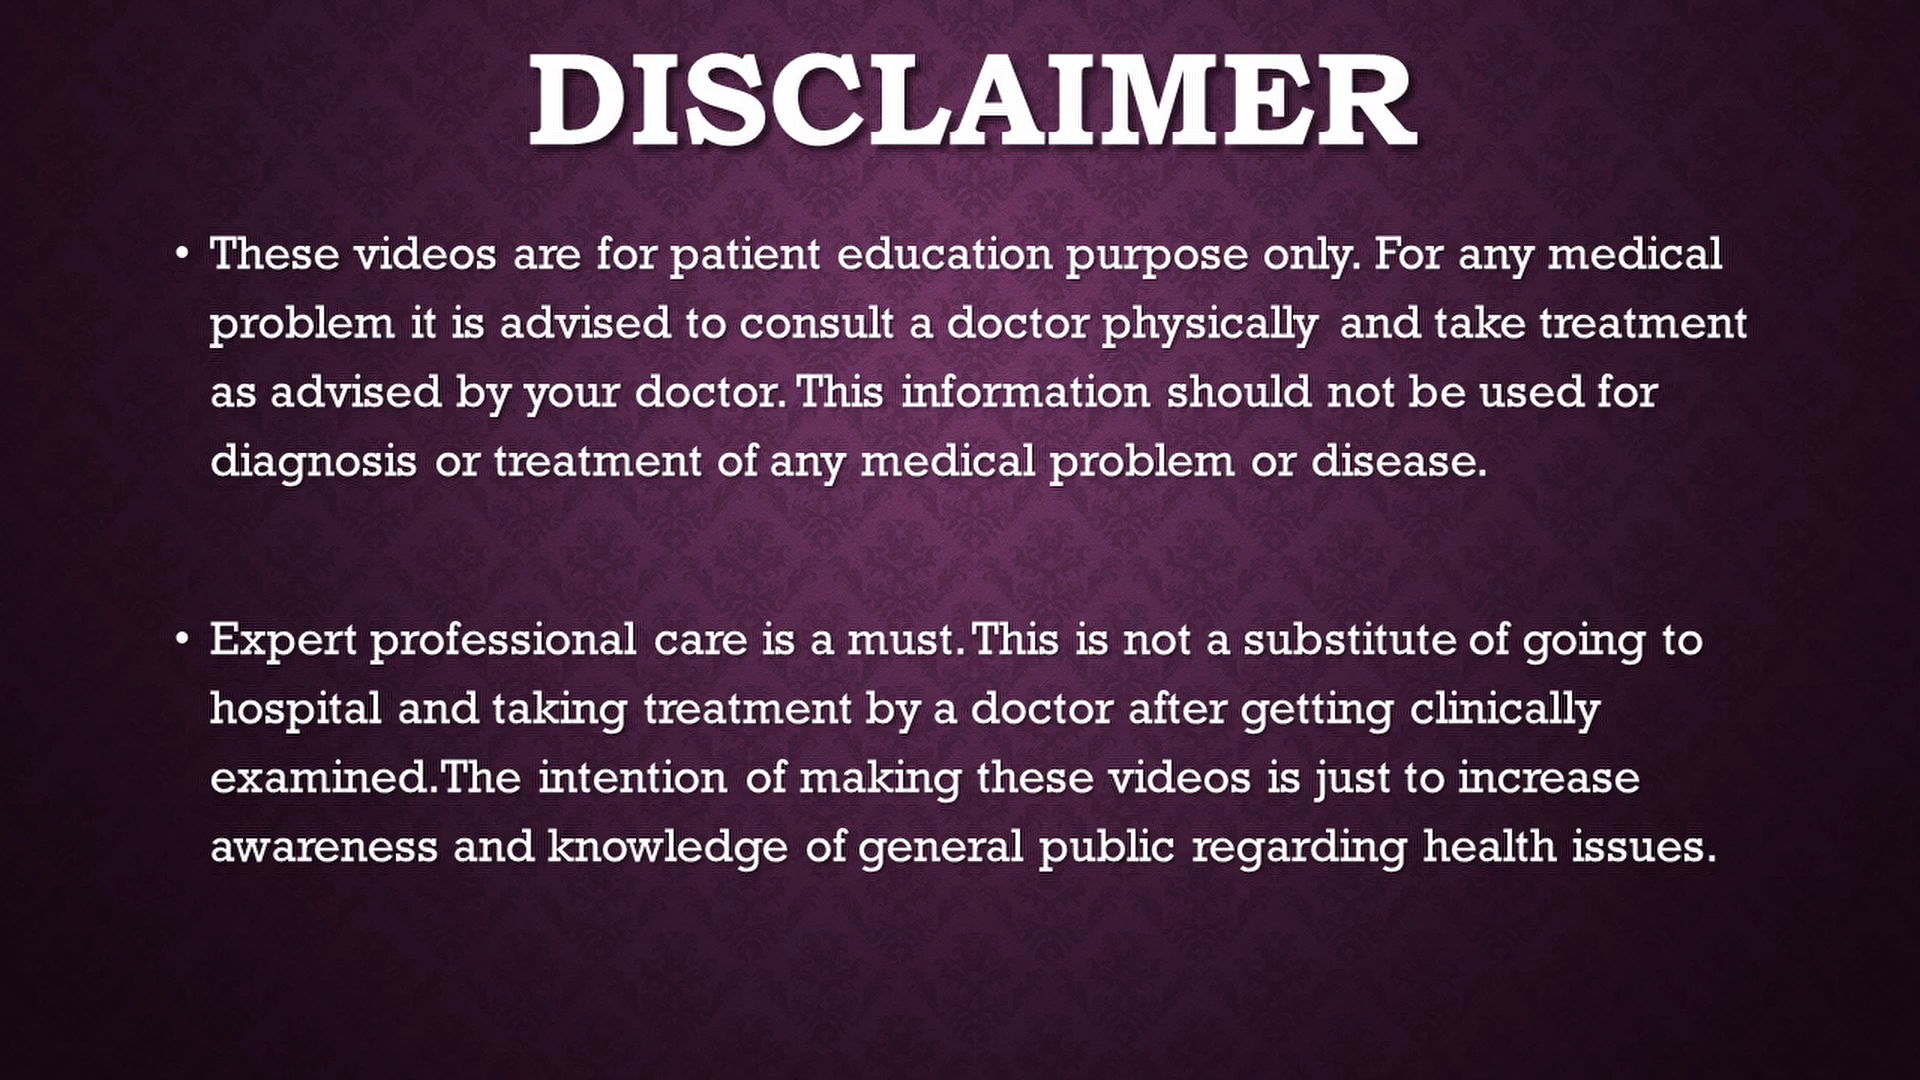 DISCLAIMER
• These videos are for patient education purpose only. For any medical
problem it is advised to consult a doctor physically and take treatment
as advised by your doctor. This information should not be used for
diagnosis or treatment of any medical problem or disease.
• Expert professional care is a must. This is not a substitute of going to
hospital and taking treatment by a doctor after getting clinically
examined.The intention of making these videos is just to increase
awareness and knowledge of general public regarding health issues.